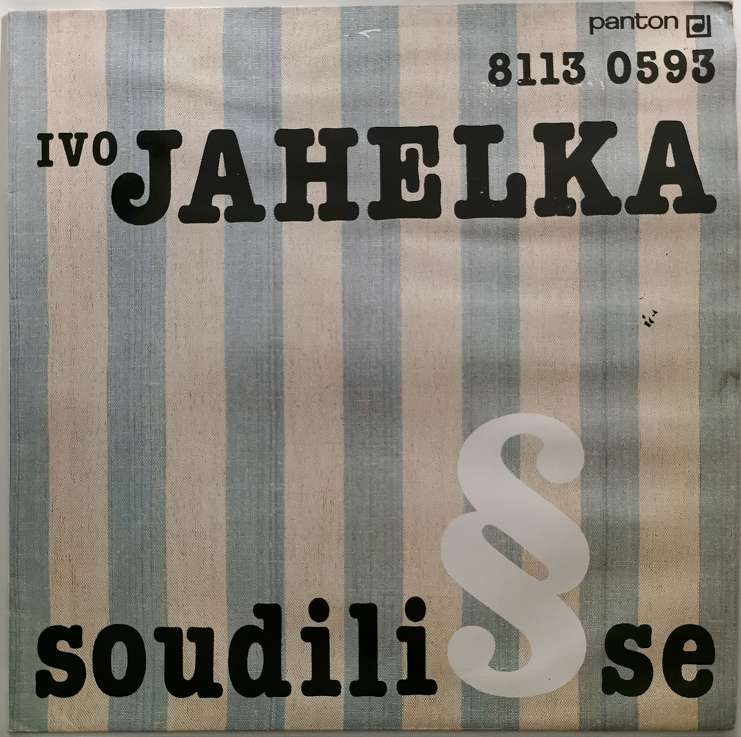 panton
8113 0593
IVO JAHELKA
soudili § se